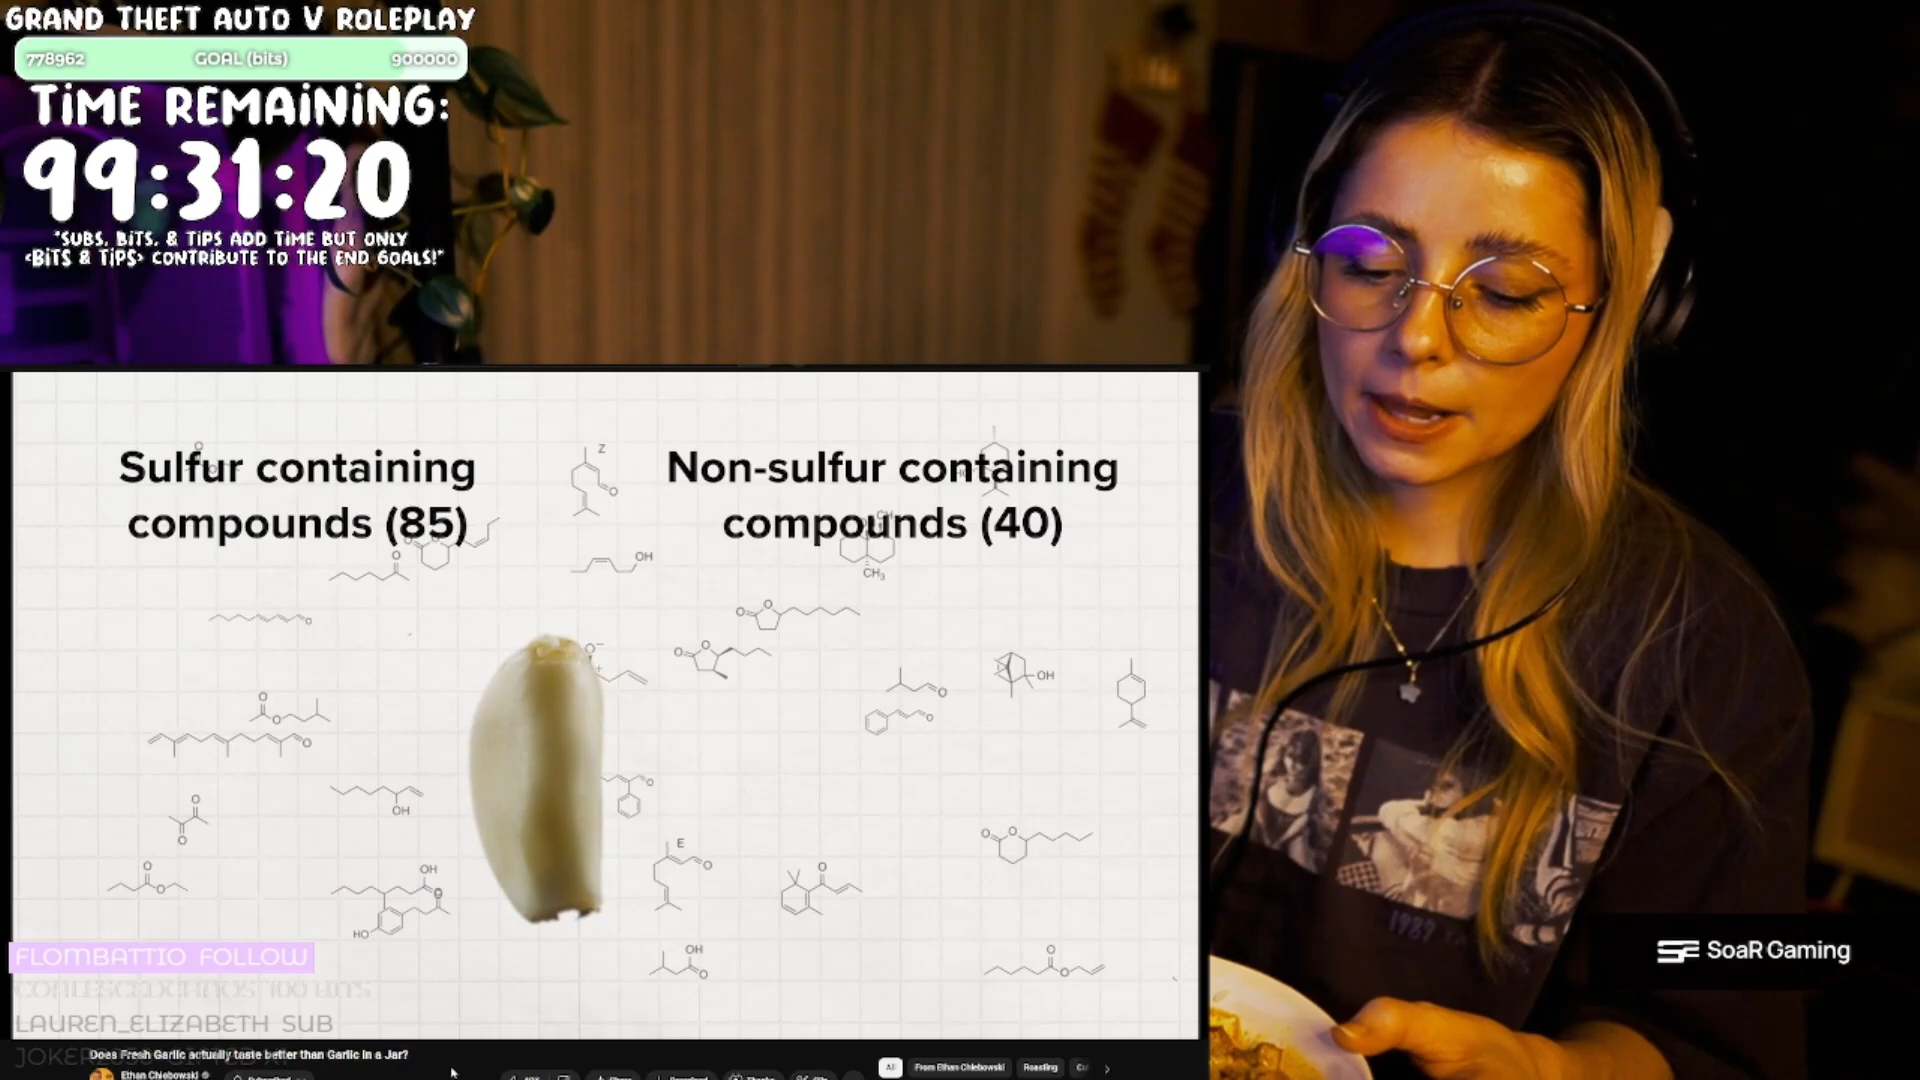 GRAND THEFT AUTO V ROLEPLAY
778962 GOAL (bits) 900000
TIME REMAINING:
99:31:20
"SUBS, BITS, & TIPS ADD TIME BUT ONLY
<BITS & TIPS> CONTRIBUTE TO THE END GOALS!"
Sulfur containing
compounds (85)
Non-sulfur containing
compounds (40)
Z
O
OH
CH3
O
OH
E
HO
OH
O
1989
FLOMBATTIO FOLLOW
LAUREN_ELIZABETH SUB
SoaR Gaming
Does Fresh Garlic actually taste better than Garlic in a Jar?
Ethan Chlebowski
All
From Ethan Chlebowski
Roasting